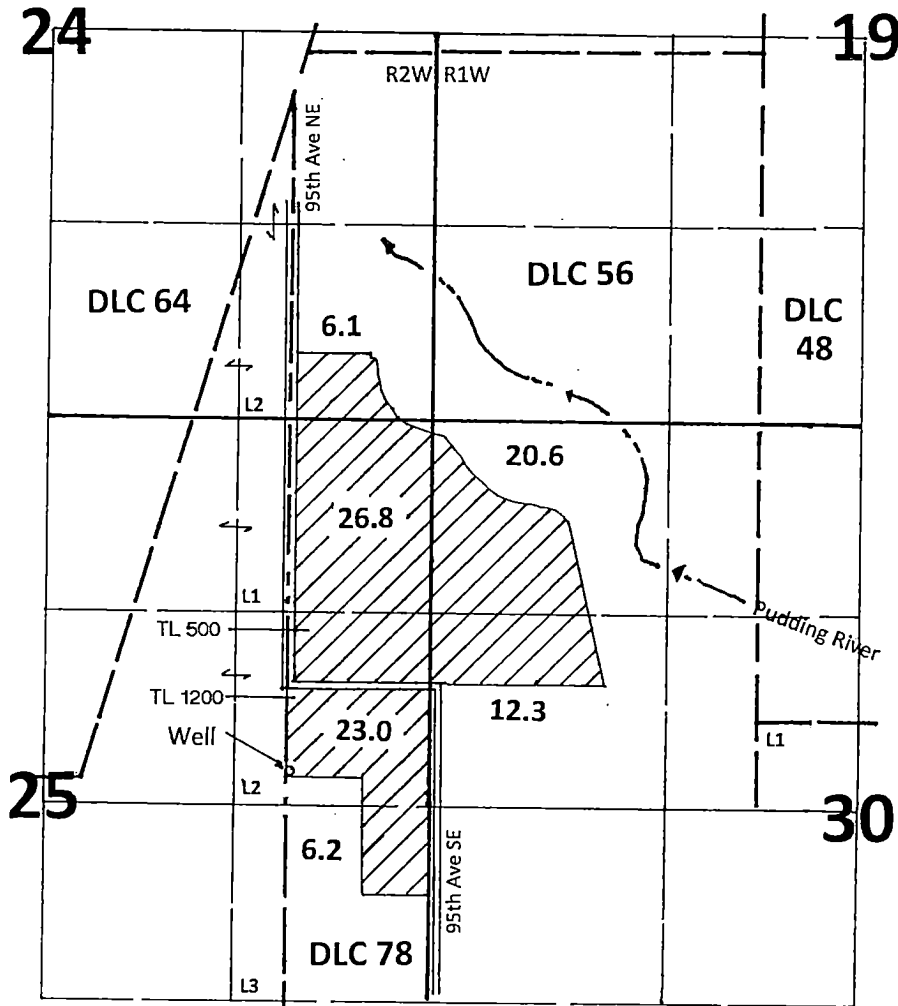 24
19
R2W
R1W
95th Ave NE
DLC 56
DLC 64
DLC
48
6.1
L2
20.6
26.8
L1
Pudding River
TL 500
TL 1200
12.3
23.0
Well
L1
25
L2
30
6.2
95th Ave SE
DLC 78
L3